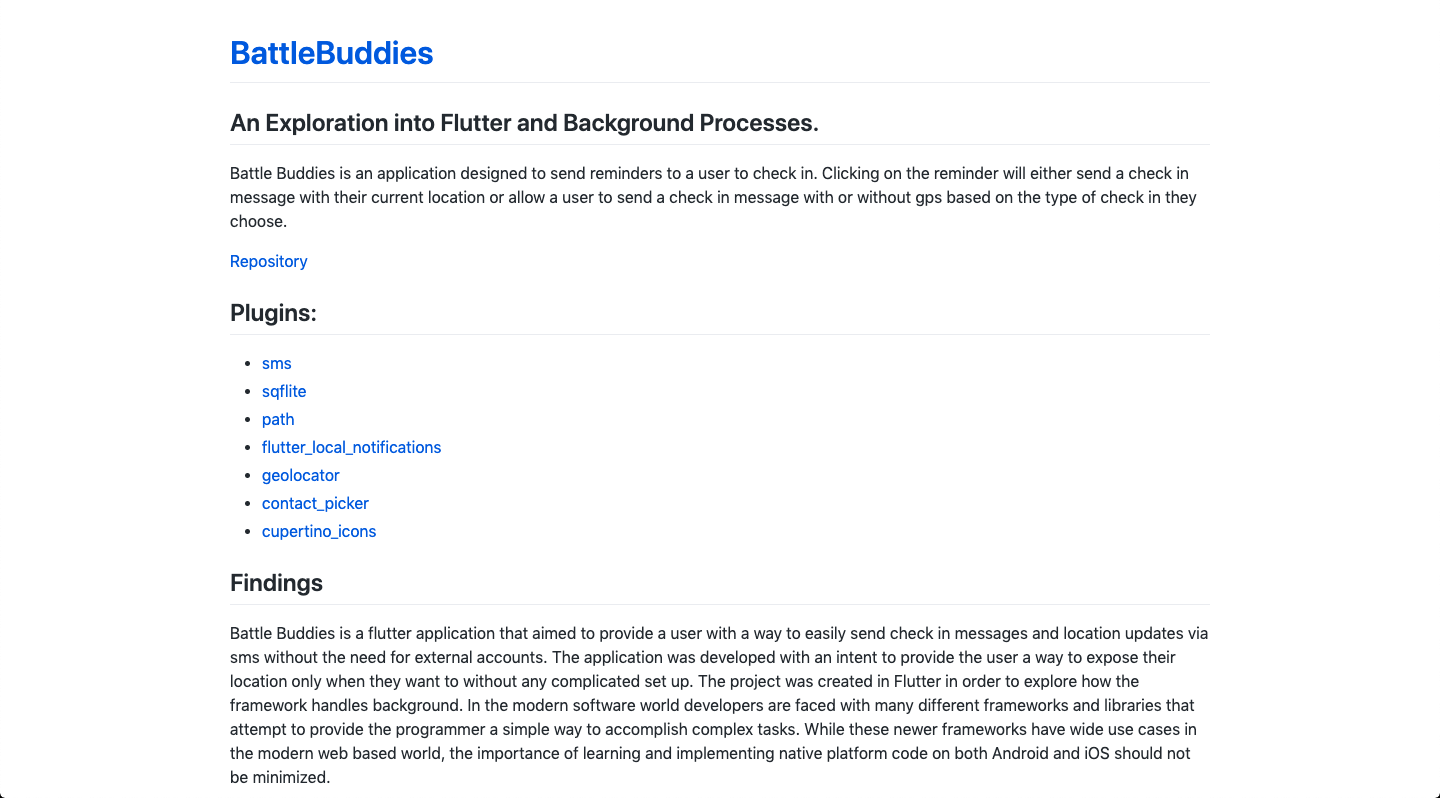 BattleBuddies
An Exploration into Flutter and Background Processes.
Battle Buddies is an application designed to send reminders to a user to check in. Clicking on the reminder will either send a check in
message with their current location or allow a user to send a check in message with or without gps based on the type of check in they
choose.
Repository
Plugins:
sms
sqflite
path
flutter_local_notifications
geolocator
contact_picker
cupertino_icons
Findings
Battle Buddies is a flutter application that aimed to provide a user with a way to easily send check in messages and location updates via
sms without the need for external accounts. The application was developed with an intent to provide the user a way to expose their
location only when they want to without any complicated set up. The project was created in Flutter in order to explore how the
framework handles background. In the modern software world developers are faced with many different frameworks and libraries that
attempt to provide the programmer a simple way to accomplish complex tasks. While these newer frameworks have wide use cases in
the modern web based world, the importance of learning and implementing native platform code on both Android and iOS should not
be minimized.